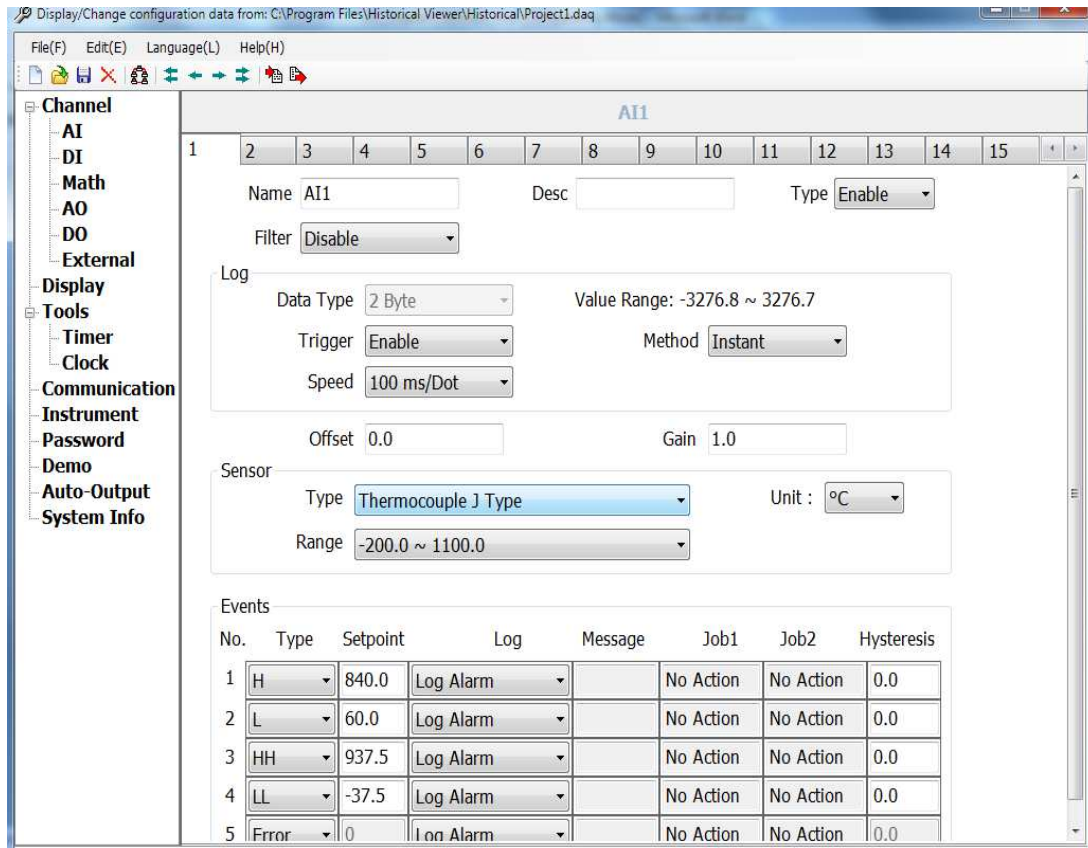 Display/Change configuration data from: C:\Program Files\Historical Viewer\Historical\Project1.daq
File(F) Edit(E) Language(L) Help(H)
Channel
AI
DI
Math
AO
DO
External
Display
Tools
Timer
Clock
Communication
Instrument
Password
Demo
Auto-Output
System Info
AI1
1 2 3 4 5 6 7 8 9 10 11 12 13 14 15
Name AI1 Desc Type Enable
Filter Disable
Log
Data Type 2 Byte Value Range: -3276.8 ~ 3276.7
Trigger Enable Method Instant
Speed 100 ms/Dot
Offset 0.0 Gain 1.0
Sensor
Type Thermocouple J Type Unit : ºC
Range -200.0 ~ 1100.0
Events
No. Type Setpoint Log Message Job1 Job2 Hysteresis
1 H 840.0 Log Alarm No Action No Action 0.0
2 L 60.0 Log Alarm No Action No Action 0.0
3 HH 937.5 Log Alarm No Action No Action 0.0
4 LL -37.5 Log Alarm No Action No Action 0.0
5 Error 0 Log Alarm No Action No Action 0.0